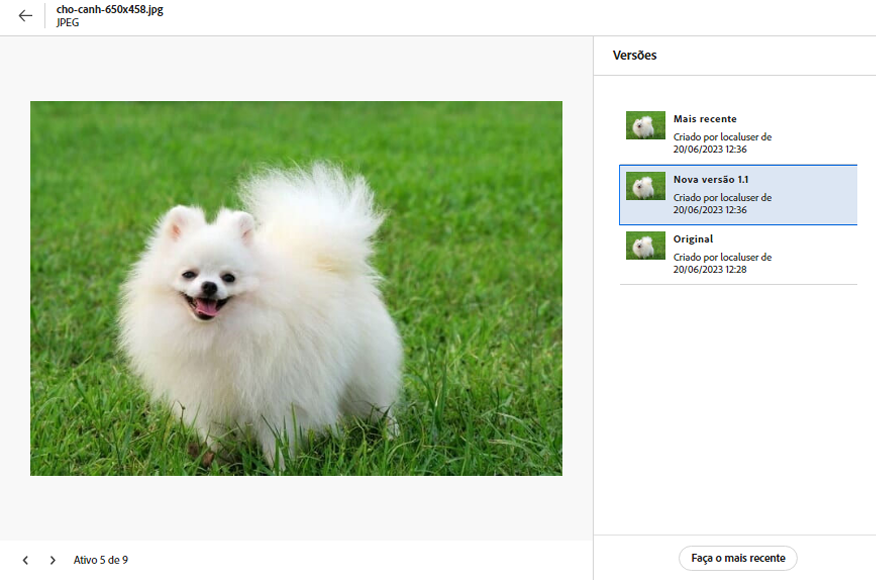 cho-canh-650x458.jpg
JPEG
Versões
Mais recente
Criado por localuser de
20/06/2023 12:36
Nova versão 1.1
Criado por localuser de
20/06/2023 12:36
Original
Criado por localuser de
20/06/2023 12:28
Ativo 5 de 9
Faça o mais recente